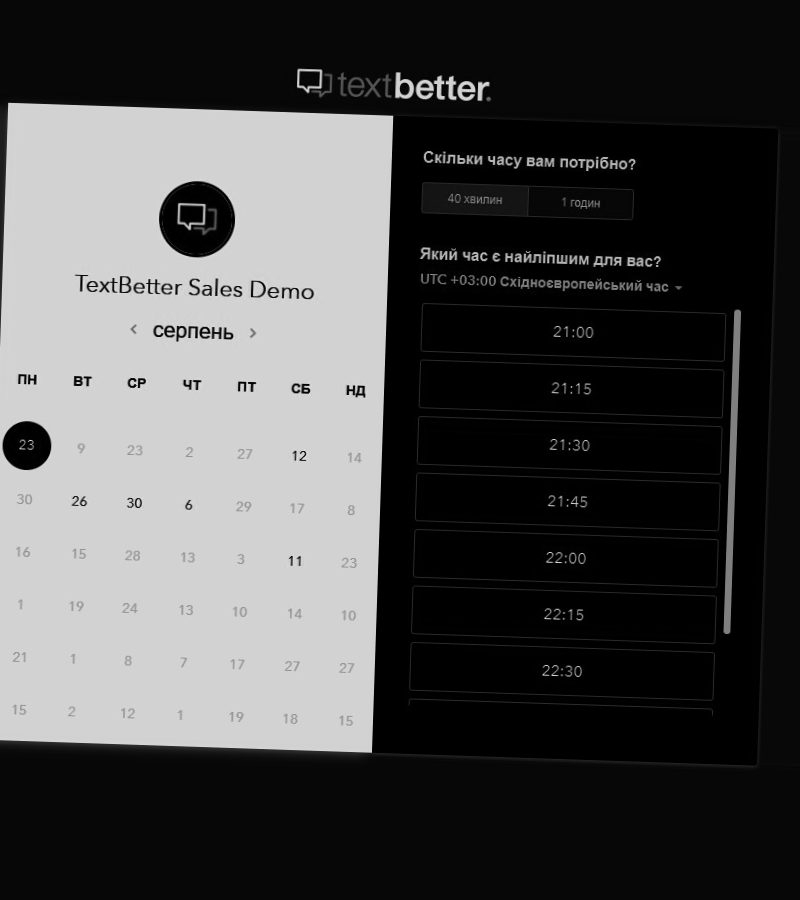 textbetter.
TextBetter Sales Demo
серпень
ПН ВТ СР ЧТ ПТ СБ НД
23 9 23 2 27 12 14
30 26 30 6 29 17 8
16 15 28 13 3 11 23
1 19 24 13 10 14 10
21 1 8 7 17 27 27
15 2 12 1 19 18 15
Скільки часу вам потрібно?
40 хвилин 1 годин
Який час є найліпшим для вас?
UTC +03:00 Східноєвропейський час
21:00
21:15
21:30
21:45
22:00
22:15
22:30